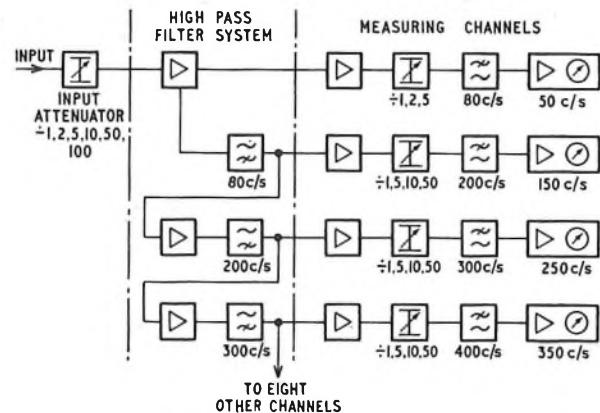 HIGH PASS
FILTER SYSTEM
MEASURING CHANNELS
INPUT
INPUT
ATTENUATOR
÷1,2,5,10,50,
100
÷1,2,5
80c/s
50 c/s
80c/s
÷1,5,10,50
200c/s
150c/s
200c/s
÷1,5,10,50
300c/s
250c/s
300c/s
÷1,5,10,50
400c/s
350c/s
TO EIGHT
OTHER CHANNELS